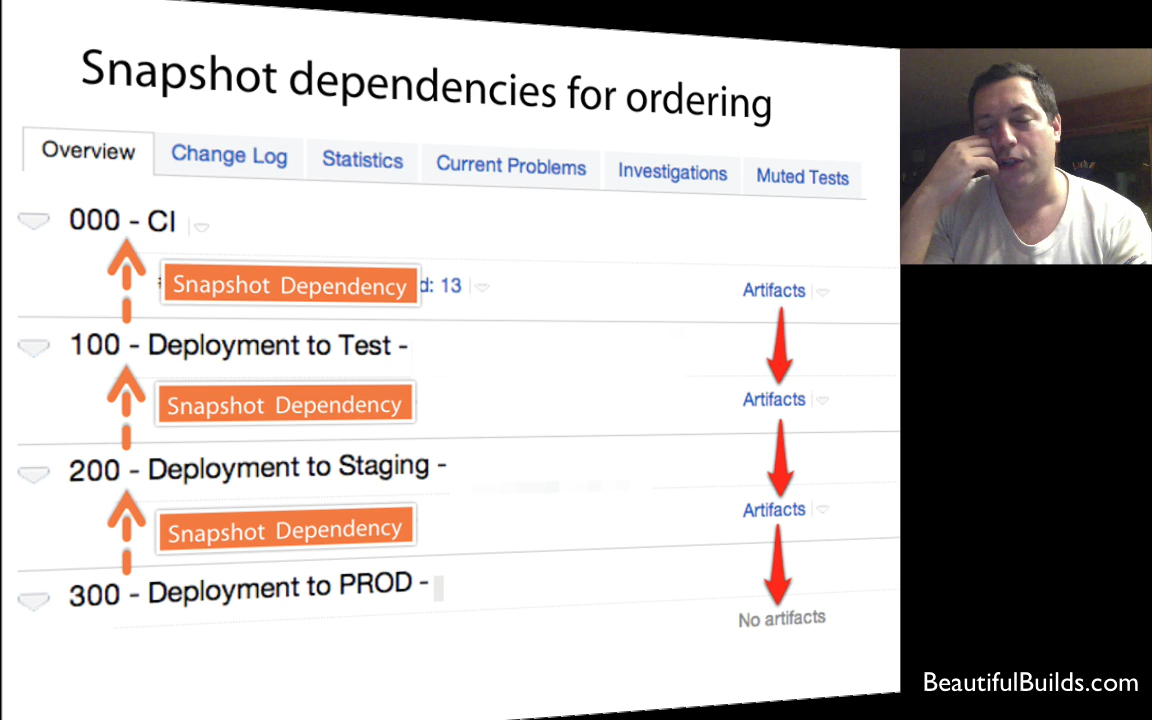 Snapshot dependencies for ordering
Overview Change Log Statistics Current Problems Investigations Muted Tests
000 - CI
Snapshot Dependency d: 13 Artifacts
100 - Deployment to Test -
Snapshot Dependency Artifacts
200 - Deployment to Staging -
Snapshot Dependency Artifacts
300 - Deployment to PROD -
No artifacts
BeautifulBuilds.com